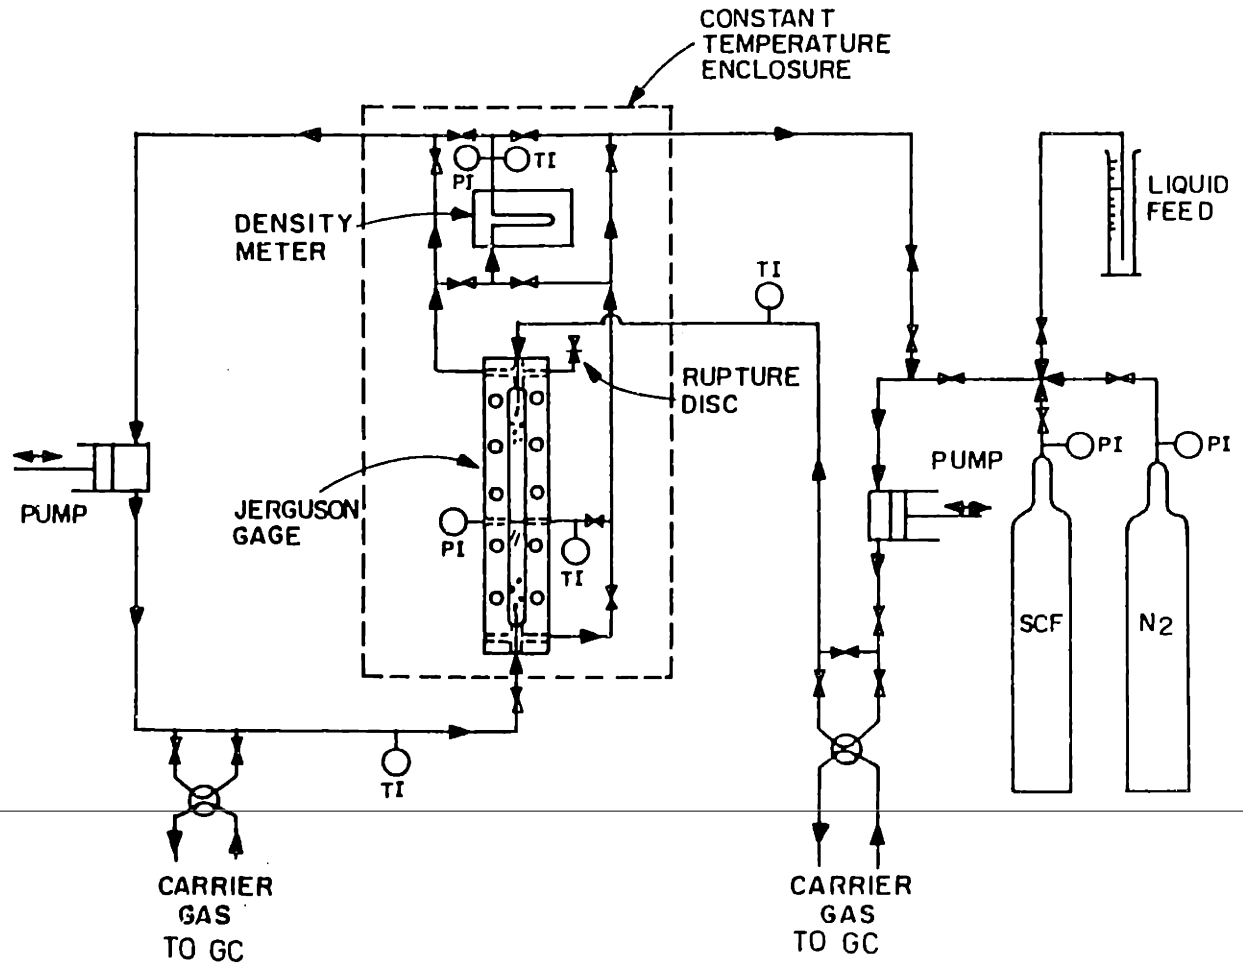 CONSTANT
TEMPERATURE
ENCLOSURE
PI
TI
LIQUID
FEED
DENSITY
METER
TI
RUPTURE
DISC
PI
PI
PUMP
PUMP
JERGUSON
GAGE
PI
TI
SCF
N2
TI
CARRIER
GAS
TO GC
CARRIER
GAS
TO GC